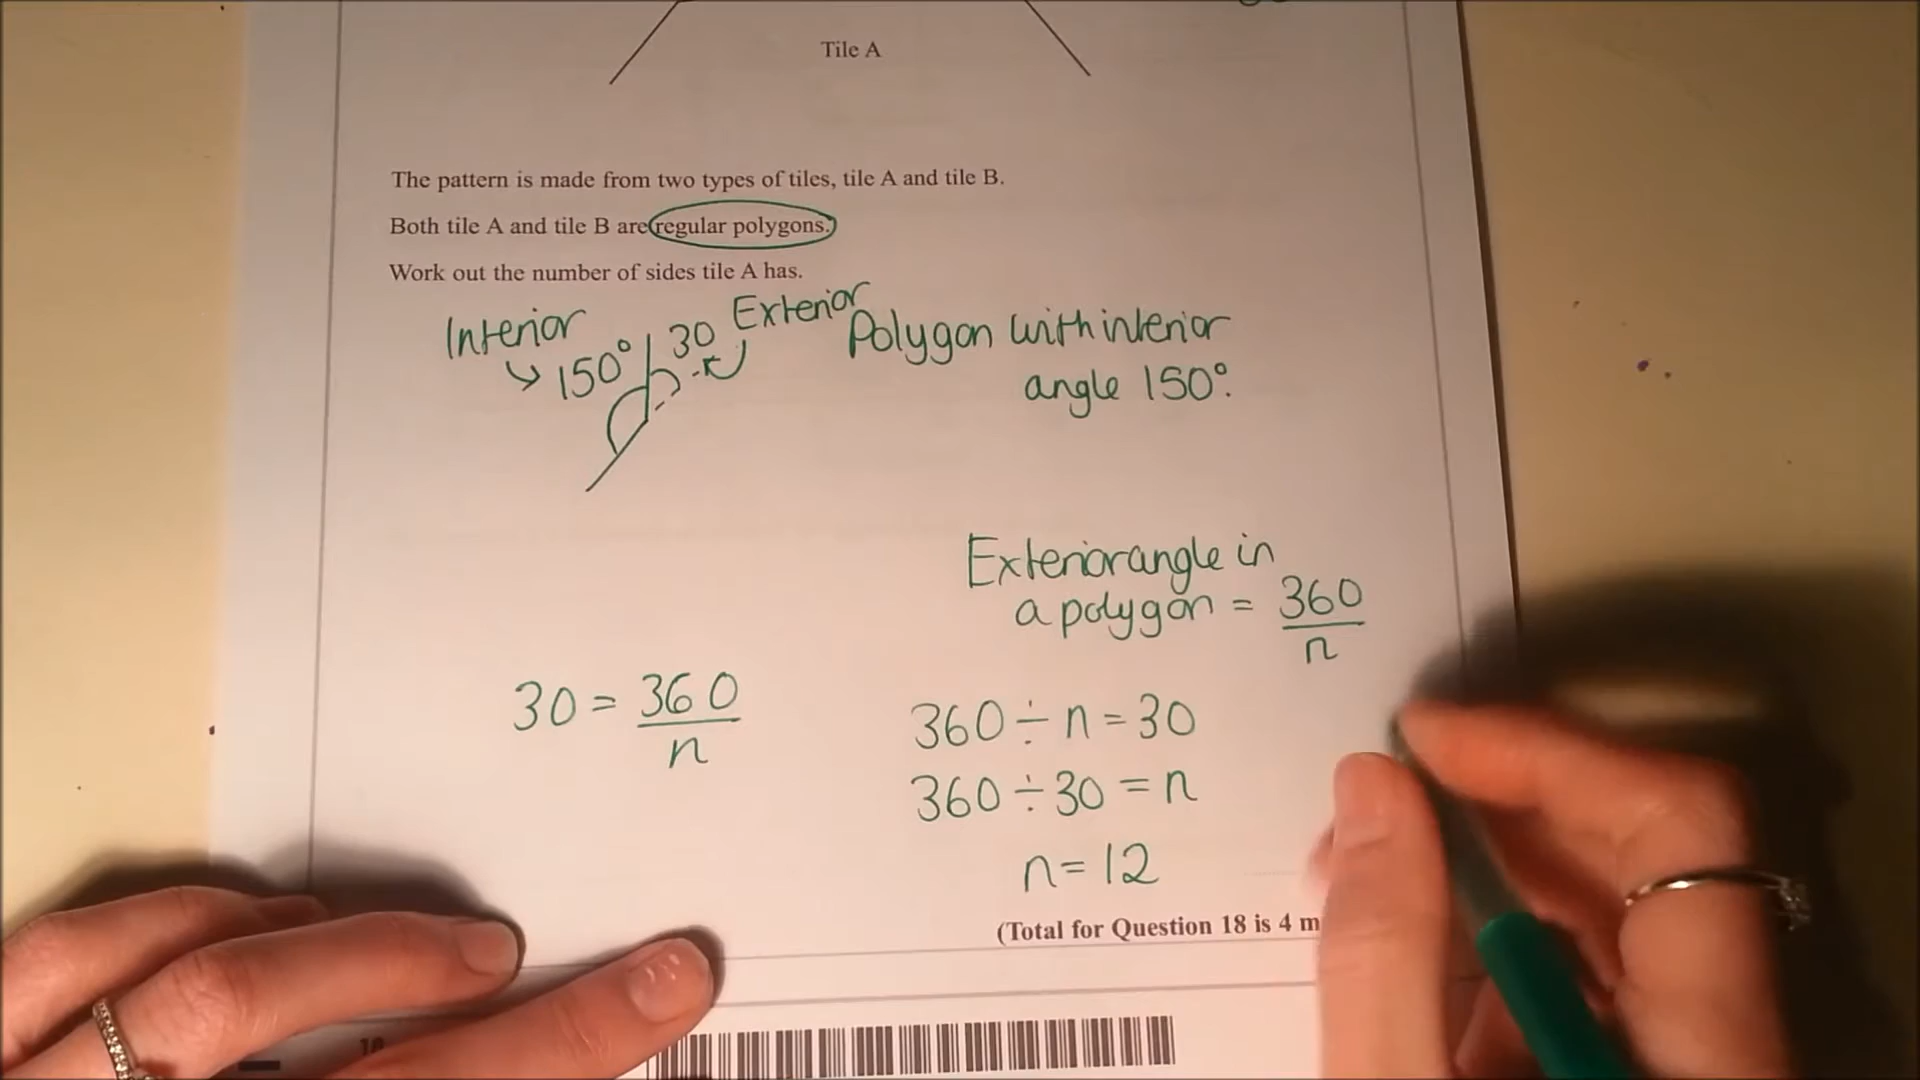 Tile A
The pattern is made from two types of tiles, tile A and tile B.
Both tile A and tile B are regular polygons.
Work out the number of sides tile A has.
Interior
150°
30
Exterior
Polygon with interior
angle 150°.
Exterior angle in
a polygon = 360
n
30 = 360
n
360 ÷ n = 30
360 ÷ 30 = n
n = 12
(Total for Question 18 is 4